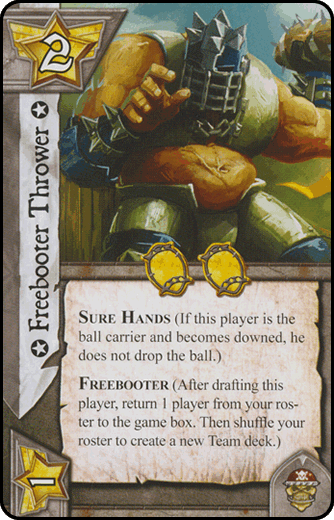 2
✪ Freebooter Thrower ✪
SURE HANDS (If this player is the
ball carrier and becomes downed, he
does not drop the ball.)
FREEBOOTER (After drafting this
player, return 1 player from your ros-
ter to the game box. Then shuffle your
roster to create a new Team deck.)
1